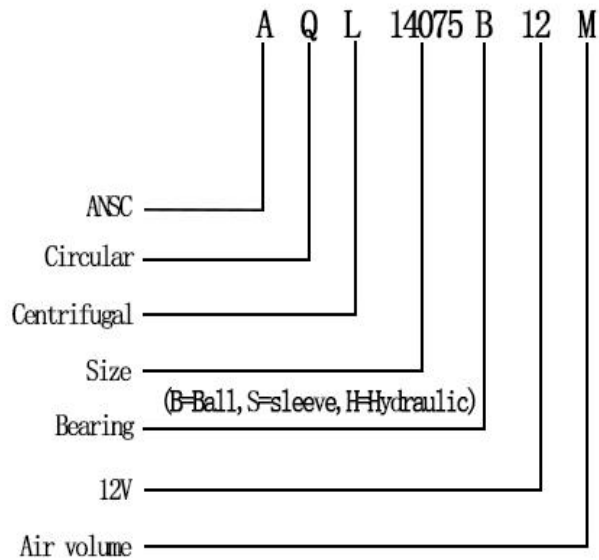 A Q L 14075 B 12 M
ANSC
Circular
Centrifugal
Size
(B=Ball, S=sleeve, H=Hydraulic)
Bearing
12V
Air volume